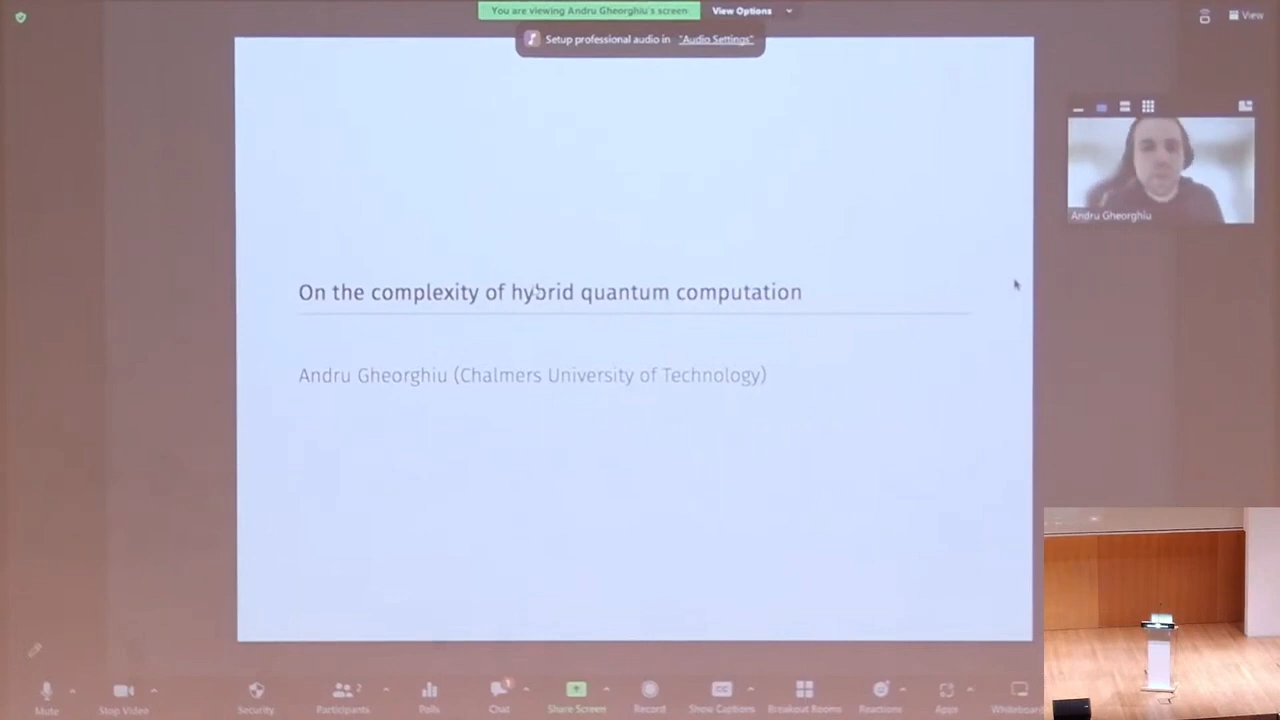 You are viewing Andru Gheorghiu's screen
View Options
View
Setup professional audio in "Audio Settings"
Andru Gheorghiu
On the complexity of hybrid quantum computation
Andru Gheorghiu (Chalmers University of Technology)
Mute
Stop Video
Security
Participants
2
Polls
Chat
Share Screen
Record
Show Captions
Breakout Rooms
Reactions
Apps
Whiteboard